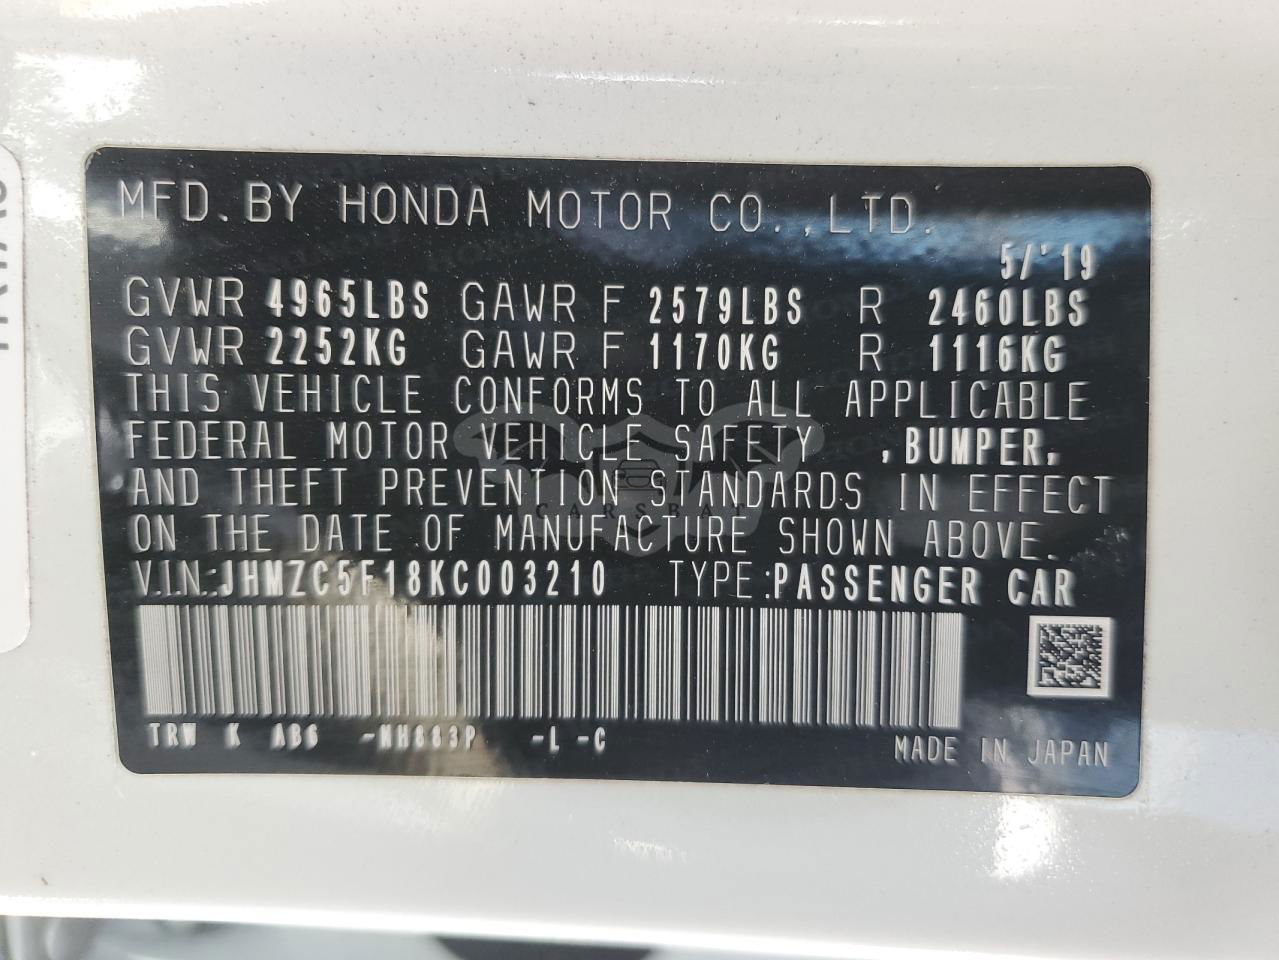 MFD. BY HONDA MOTOR CO., LTD.
5/'19
GVWR 4965LBS GAWR F 2579LBS R 2460LBS
GVWR 2252KG GAWR F 1170KG R 1116KG
THIS VEHICLE CONFORMS TO ALL APPLICABLE
FEDERAL MOTOR VEHICLE SAFETY ,BUMPER,
AND THEFT PREVENTION STANDARDS IN EFFECT
CARSBAT
ON THE DATE OF MANUFACTURE SHOWN ABOVE.
V.I.N.:JHMZC5F18KC003210 TYPE:PASSENGER CAR
TRW K AB6 -NH883P -L -C
MADE IN JAPAN